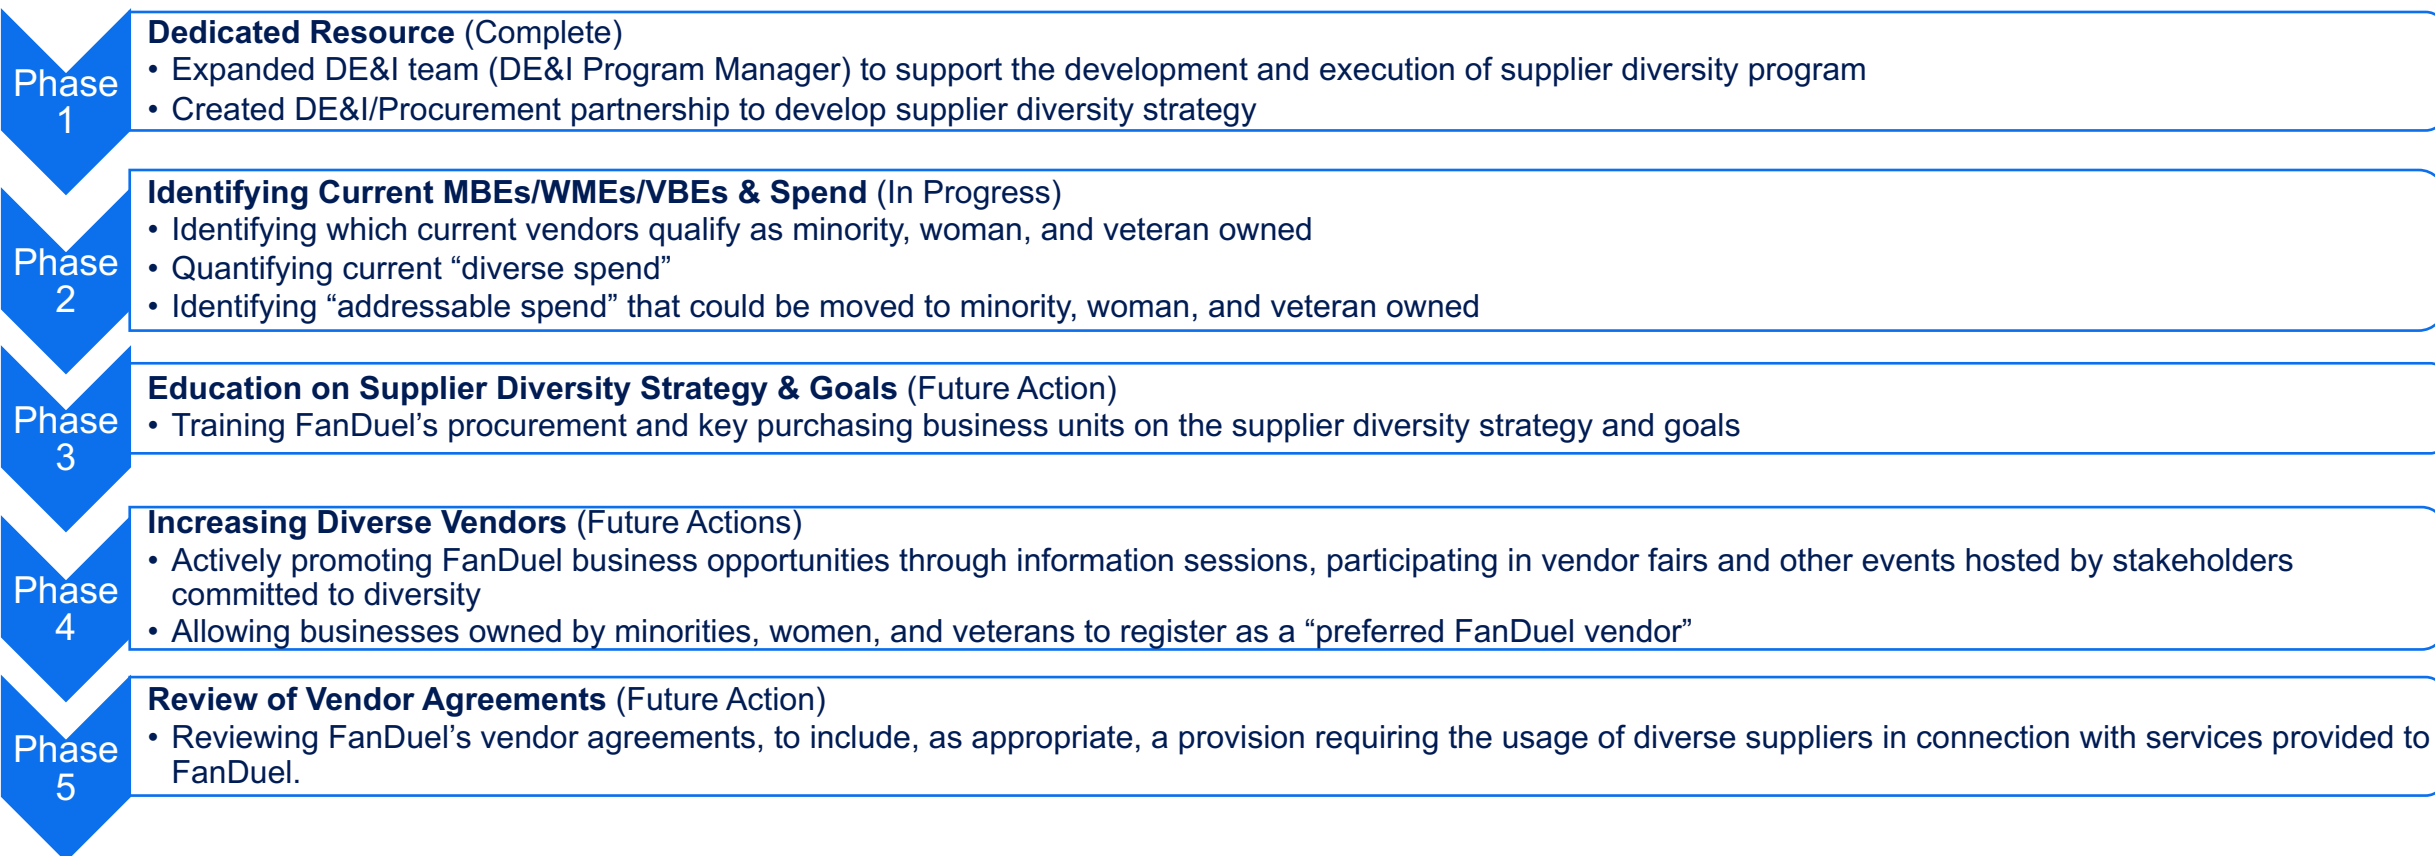 Phase
1
Dedicated Resource (Complete)
• Expanded DE&I team (DE&I Program Manager) to support the development and execution of supplier diversity program
• Created DE&I/Procurement partnership to develop supplier diversity strategy
Phase
2
Identifying Current MBEs/WMEs/VBEs & Spend (In Progress)
• Identifying which current vendors qualify as minority, woman, and veteran owned
• Quantifying current “diverse spend”
• Identifying “addressable spend” that could be moved to minority, woman, and veteran owned
Phase
3
Education on Supplier Diversity Strategy & Goals (Future Action)
• Training FanDuel’s procurement and key purchasing business units on the supplier diversity strategy and goals
Phase
4
Increasing Diverse Vendors (Future Actions)
• Actively promoting FanDuel business opportunities through information sessions, participating in vendor fairs and other events hosted by stakeholders
committed to diversity
• Allowing businesses owned by minorities, women, and veterans to register as a “preferred FanDuel vendor”
Phase
5
Review of Vendor Agreements (Future Action)
• Reviewing FanDuel’s vendor agreements, to include, as appropriate, a provision requiring the usage of diverse suppliers in connection with services provided to
FanDuel.